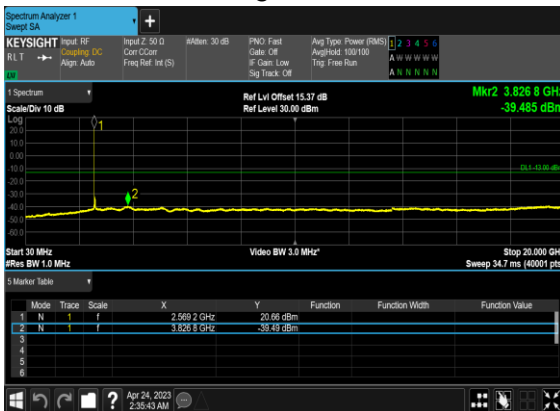 Spectrum Analyzer 1
Swept SA
KEYSIGHT
R L T
LV
Input: RF
Coupling: DC
Align: Auto
Input Z: 50 Ω
Corr CCorr
Freq Ref: Int (S)
#Atten: 30 dB
PNO: Fast
Gate: Off
IF Gain: Low
Sig Track: Off
Avg Type: Power (RMS)
Avg|Hold: 100/100
Trig: Free Run
1 2 3 4 5 6
A W W W W W
A N N N N N
1 Spectrum
Scale/Div 10 dB
Ref Lvl Offset 15.37 dB
Ref Level 30.00 dBm
Mkr2 3.826 8 GHz
-39.485 dBm
Log
20.0
10.0
0.00
-10.0
-20.0
-30.0
-40.0
-50.0
-60.0
1
2
DL1 -13.00 dBm
Start 30 MHz
#Res BW 1.0 MHz
Video BW 3.0 MHz*
Stop 20.000 GH
Sweep 34.7 ms (40001 pts
5 Marker Table
Mode Trace Scale X Y Function Function Width Function Value
1 N 1 f 2.569 2 GHz 20.66 dBm
2 N 1 f 3.826 8 GHz -39.49 dBm
3
4
5
6
?
Apr 24, 2023
2:35:43 AM